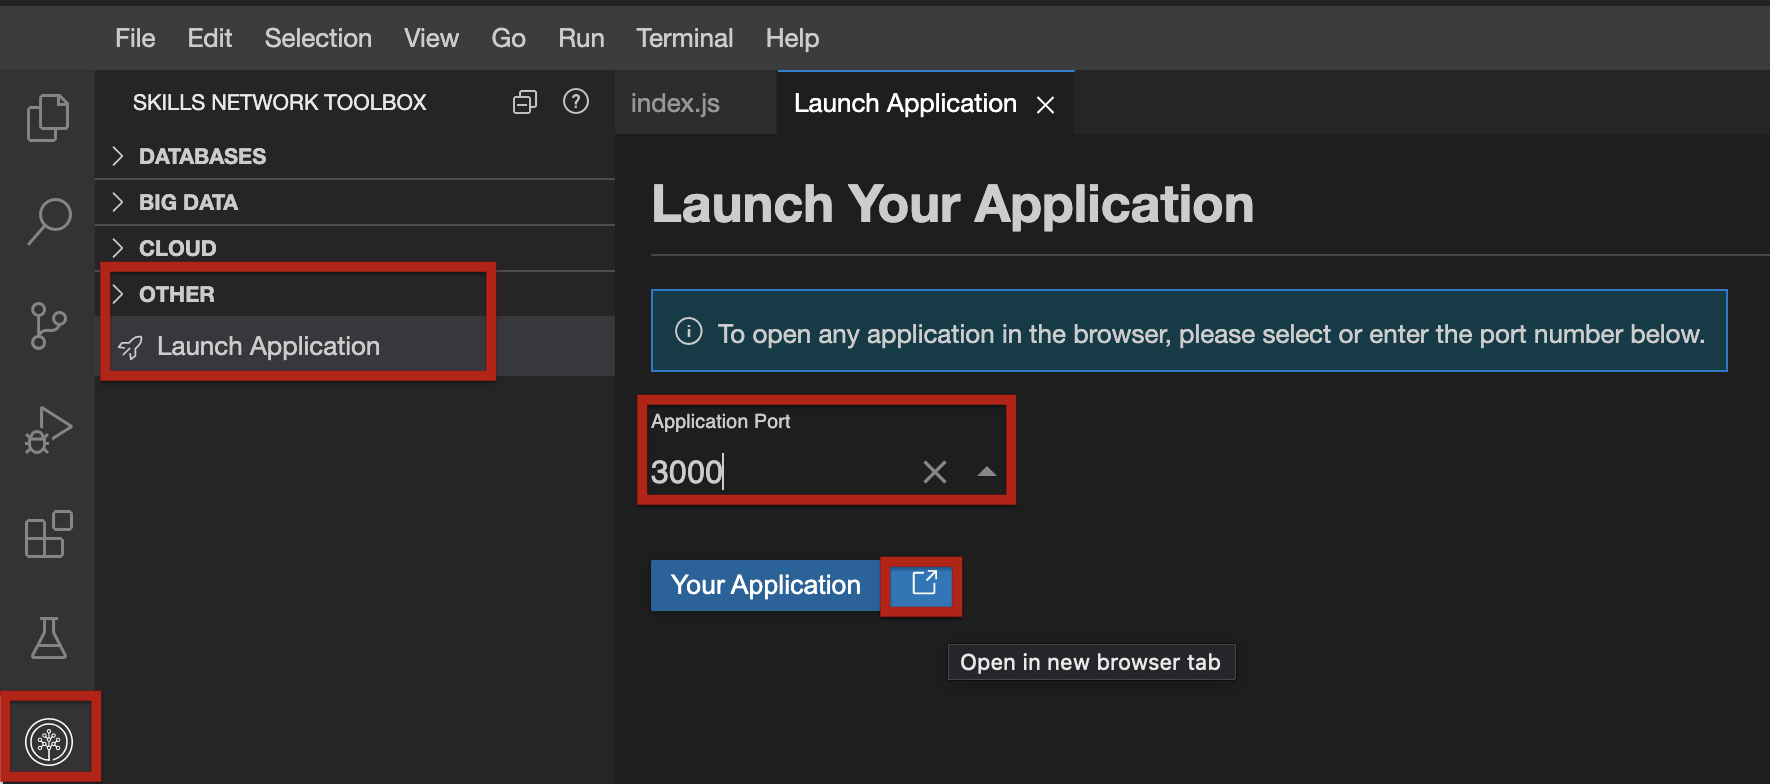 File Edit Selection View Go Run Terminal Help
SKILLS NETWORK TOOLBOX
DATABASES
BIG DATA
CLOUD
OTHER
Launch Application
index.js
Launch Application
Launch Your Application
To open any application in the browser, please select or enter the port number below.
Application Port
3000
Your Application
Open in new browser tab